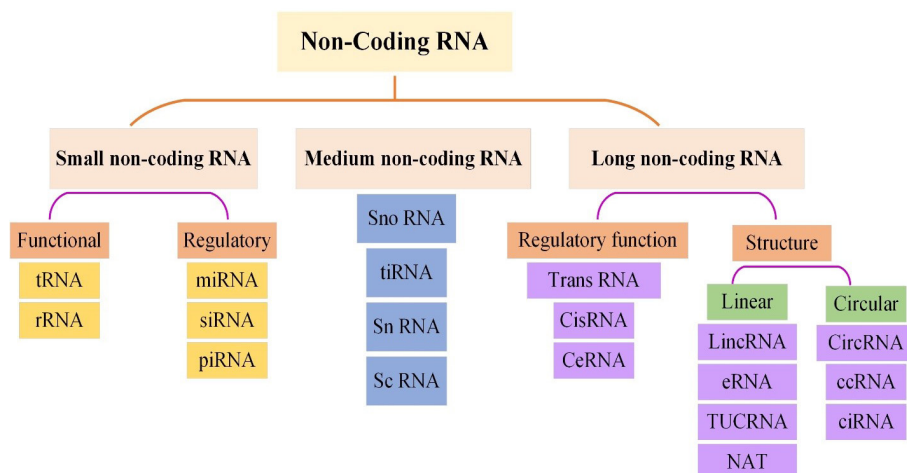 Non-Coding RNA
Small non-coding RNA
Medium non-coding RNA
Long non-coding RNA
Functional
tRNA
rRNA
Regulatory
miRNA
siRNA
piRNA
Sno RNA
tiRNA
Sn RNA
Sc RNA
Regulatory function
Trans RNA
CisRNA
CeRNA
Structure
Linear
LincRNA
eRNA
TUCRNA
NAT
Circular
CircRNA
ccRNA
ciRNA